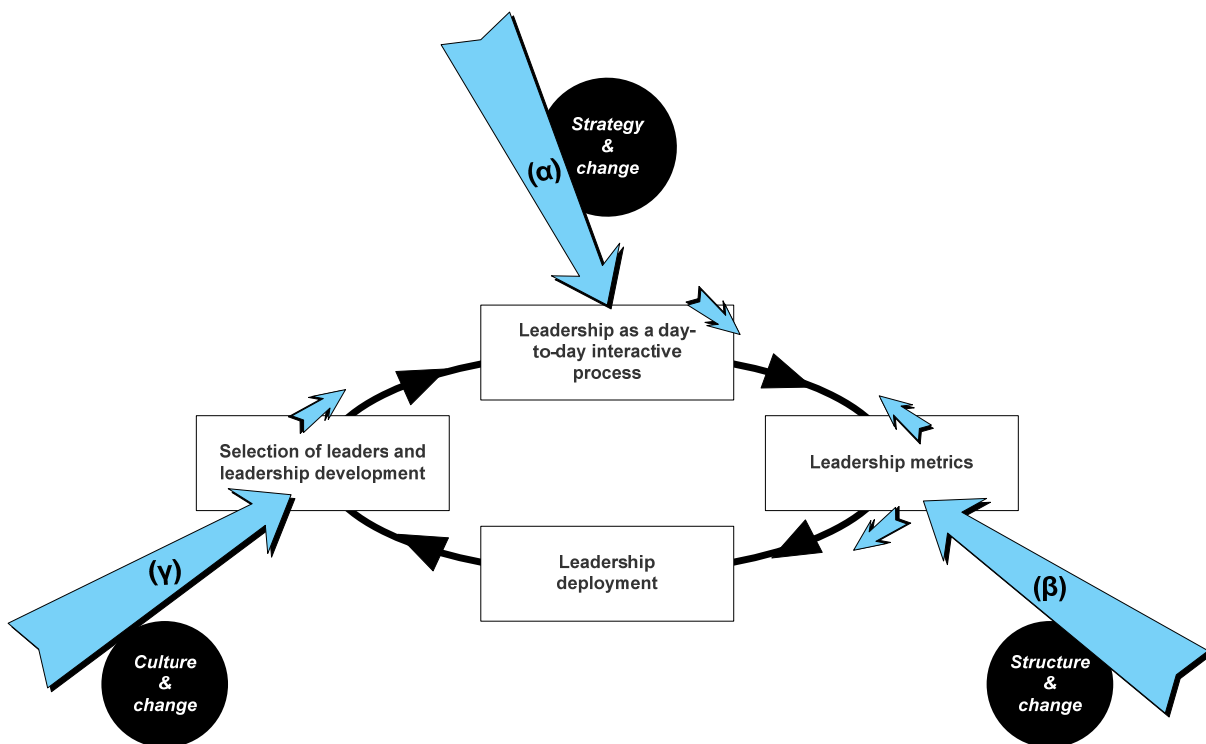 Strategy
&
change
(α)
Leadership as a day-
to-day interactive
process
Selection of leaders and
leadership development
Leadership metrics
Leadership
deployment
(γ)
(β)
Culture
&
change
Structure
&
change